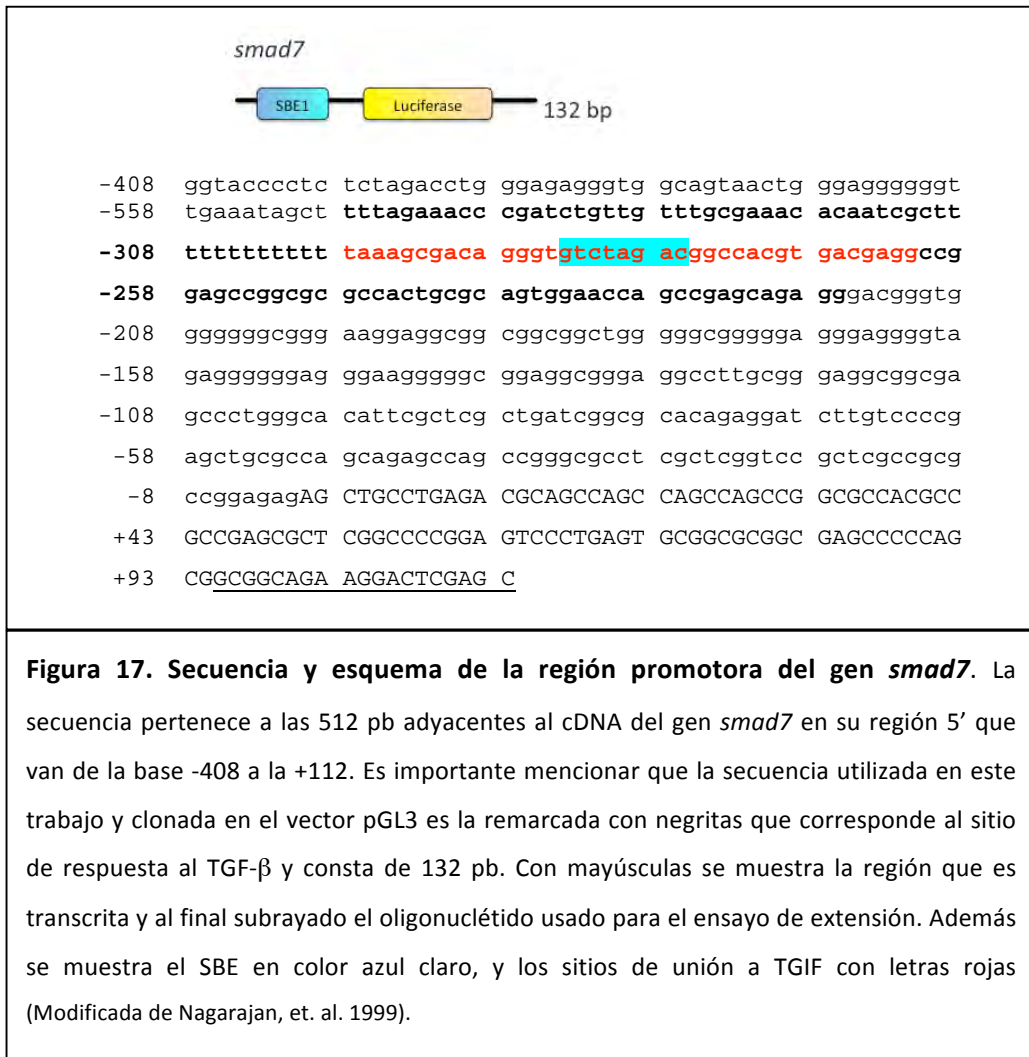 smad7
SBE1 Luciferase 132 bp
-408 ggtacccctc tctagacctg ggagagggtg gcagtaactg ggaggggggt
-558 tgaaatagct tttagaaacc cgatctgttg tttgcgaaac acaatcgctt
-308 tttttttttt taaagcgaca gggtgtctag acggccacgt gacgaggccg
-258 gagccggcgc gccactgcgc agtggaacca gccgagcaga gggacgggtg
-208 ggggggcggg aaggaggcgg cggcggctgg gggcggggga gggaggggta
-158 gaggggggag ggaagggggc ggaggcggga ggccttgcgg gaggcggcga
-108 gccctgggca cattcgctcg ctgatcggcg cacagaggat cttgtccccg
-58 agctgcgcca gcagagccag ccgggcgcct cgctcggtcc gctcgccgcg
-8 ccggagagAG CTGCCTGAGA CGCAGCCAGC CAGCCAGCCG GCGCCACGCC
+43 GCCGAGCGCT CGGCCCCGGA GTCCCTGAGT GCGGCGCGGC GAGCCCCCAG
+93 CGGCGGCAGA AGGACTCGAG C
Figura 17. Secuencia y esquema de la región promotora del gen smad7. La
secuencia pertenece a las 512 pb adyacentes al cDNA del gen smad7 en su región 5’ que
van de la base -408 a la +112. Es importante mencionar que la secuencia utilizada en este
trabajo y clonada en el vector pGL3 es la remarcada con negritas que corresponde al sitio
de respuesta al TGF-β y consta de 132 pb. Con mayúsculas se muestra la región que es
transcrita y al final subrayado el oligonuclétido usado para el ensayo de extensión. Además
se muestra el SBE en color azul claro, y los sitios de unión a TGIF con letras rojas
(Modificada de Nagarajan, et. al. 1999).